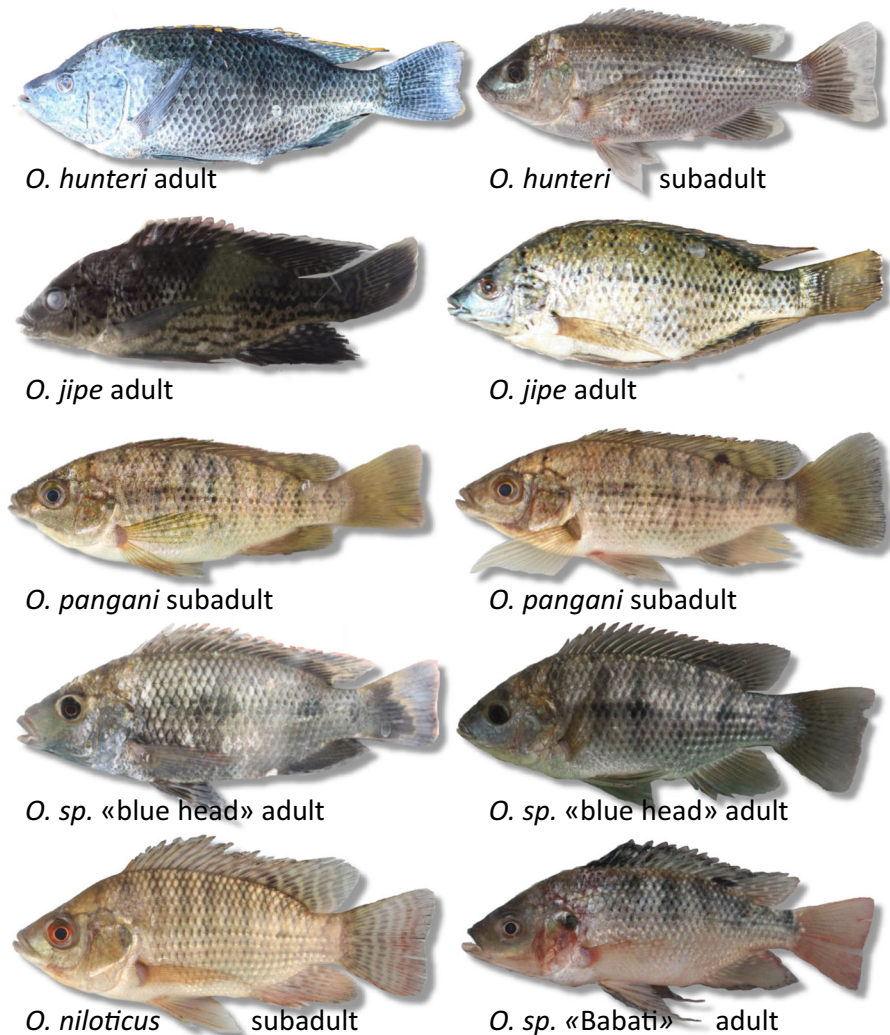 O. hunteri adult
O. hunteri subadult
O. jipe adult
O. jipe adult
O. pangani subadult
O. pangani subadult
O. sp. «blue head» adult
O. sp. «blue head» adult
O. niloticus subadult
O. sp. «Babati» adult